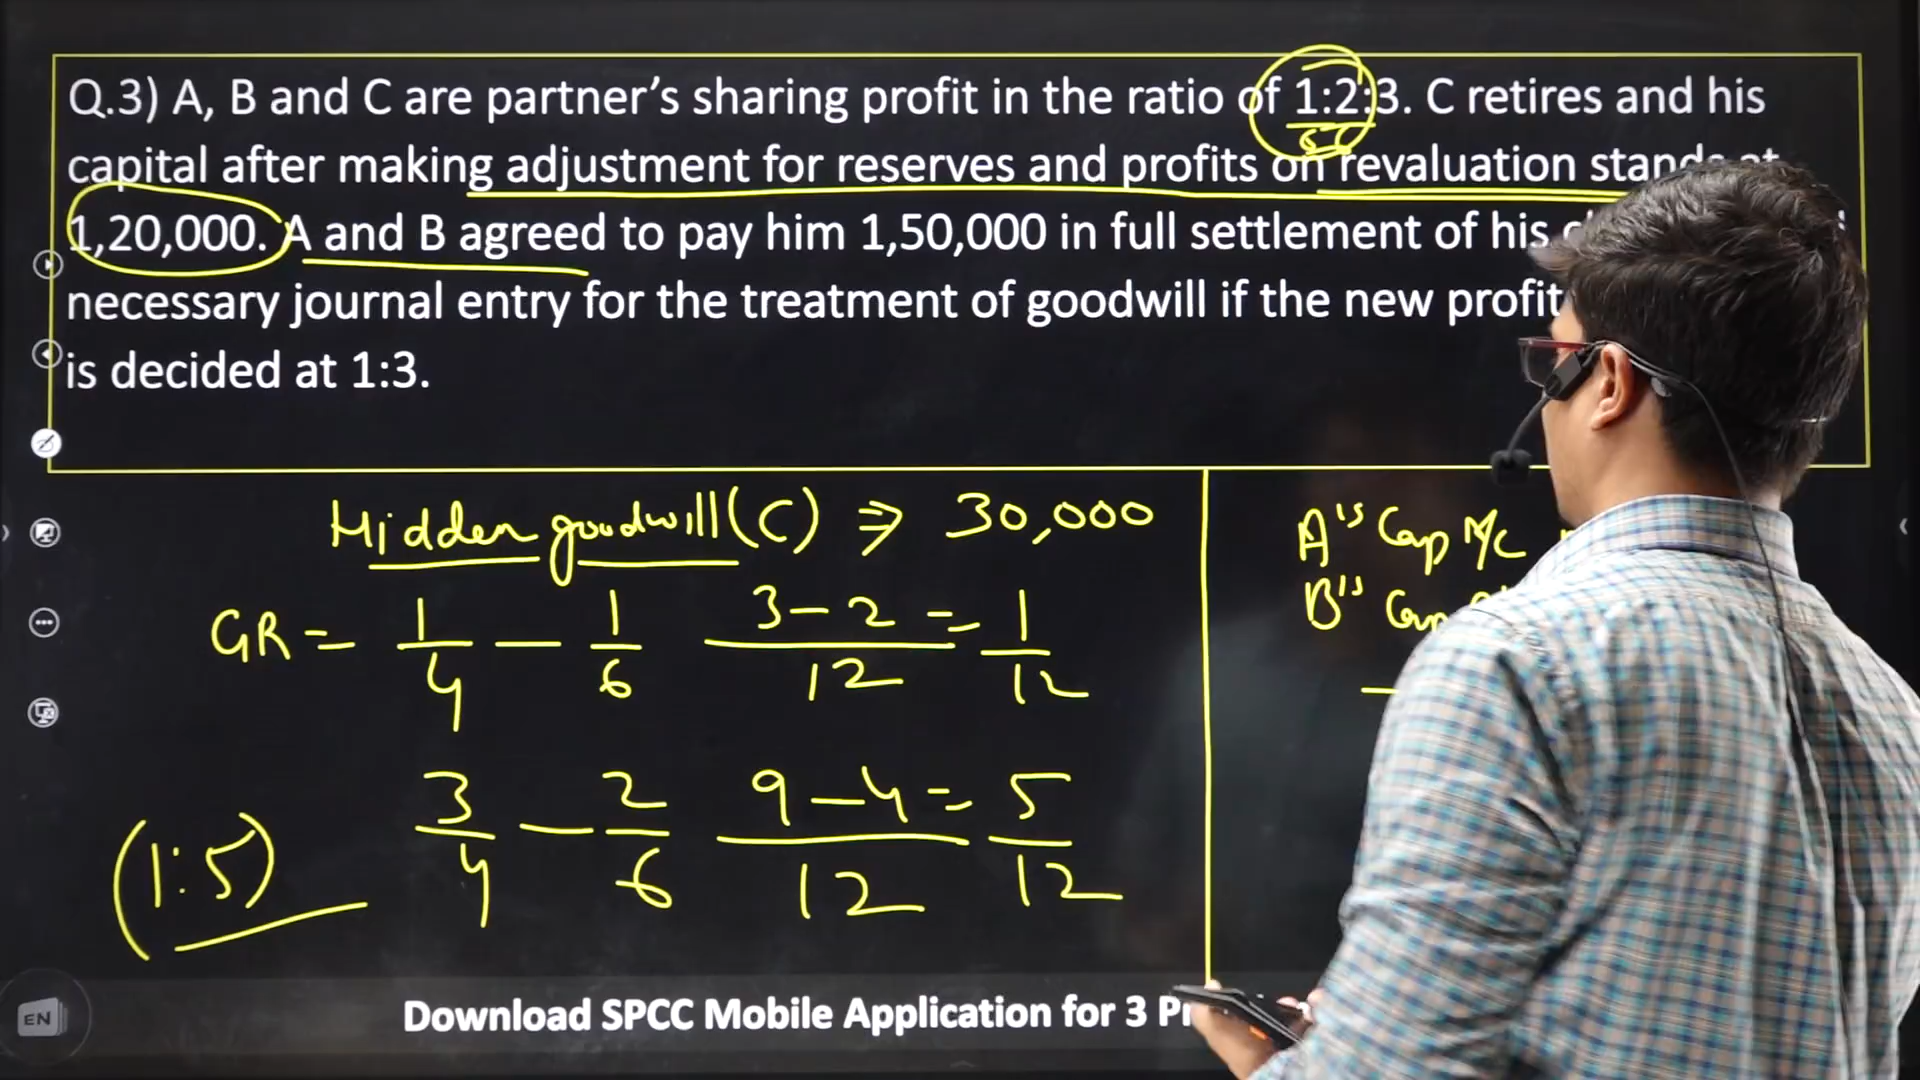 Q.3) A, B and C are partner’s sharing profit in the ratio of 1:2:3. C retires and his
capital after making adjustment for reserves and profits on revaluation stands at
1,20,000. A and B agreed to pay him 1,50,000 in full settlement of his
necessary journal entry for the treatment of goodwill if the new profit
is decided at 1:3.
Hidden goodwill (C) ⇒ 30,000
GR = 1/4 - 1/6 3-2/12 = 1/12
3/4 - 2/6 9-4/12 = 5/12
(1:5)
A's Cap A/C
B's Cap
Download SPCC Mobile Application for 3
EN